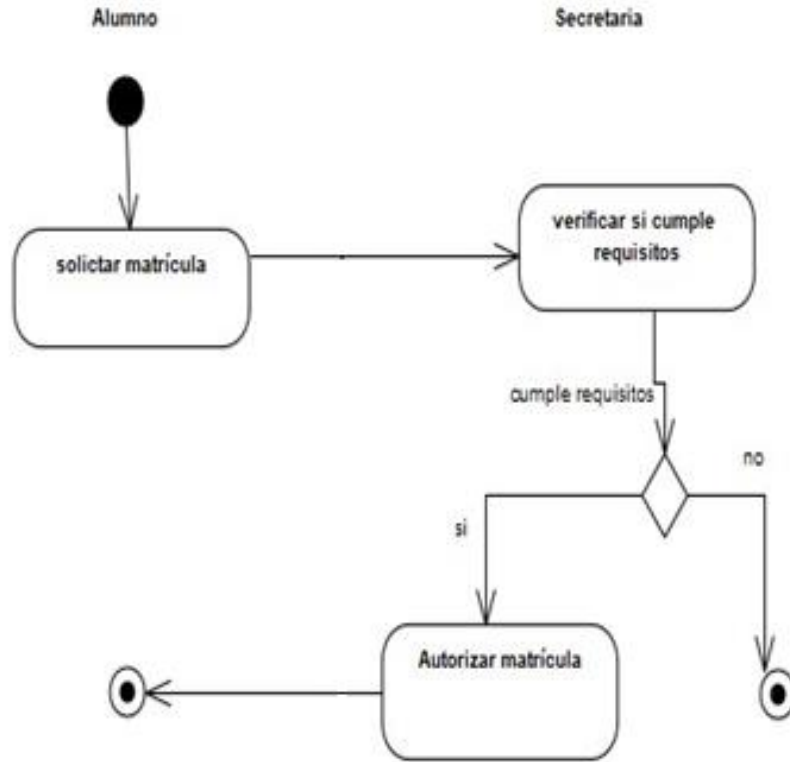 Alumno
Secretaria
solictar matrícula
verificar si cumple
requisitos
cumple requisitos
no
si
Autorizar matrícula